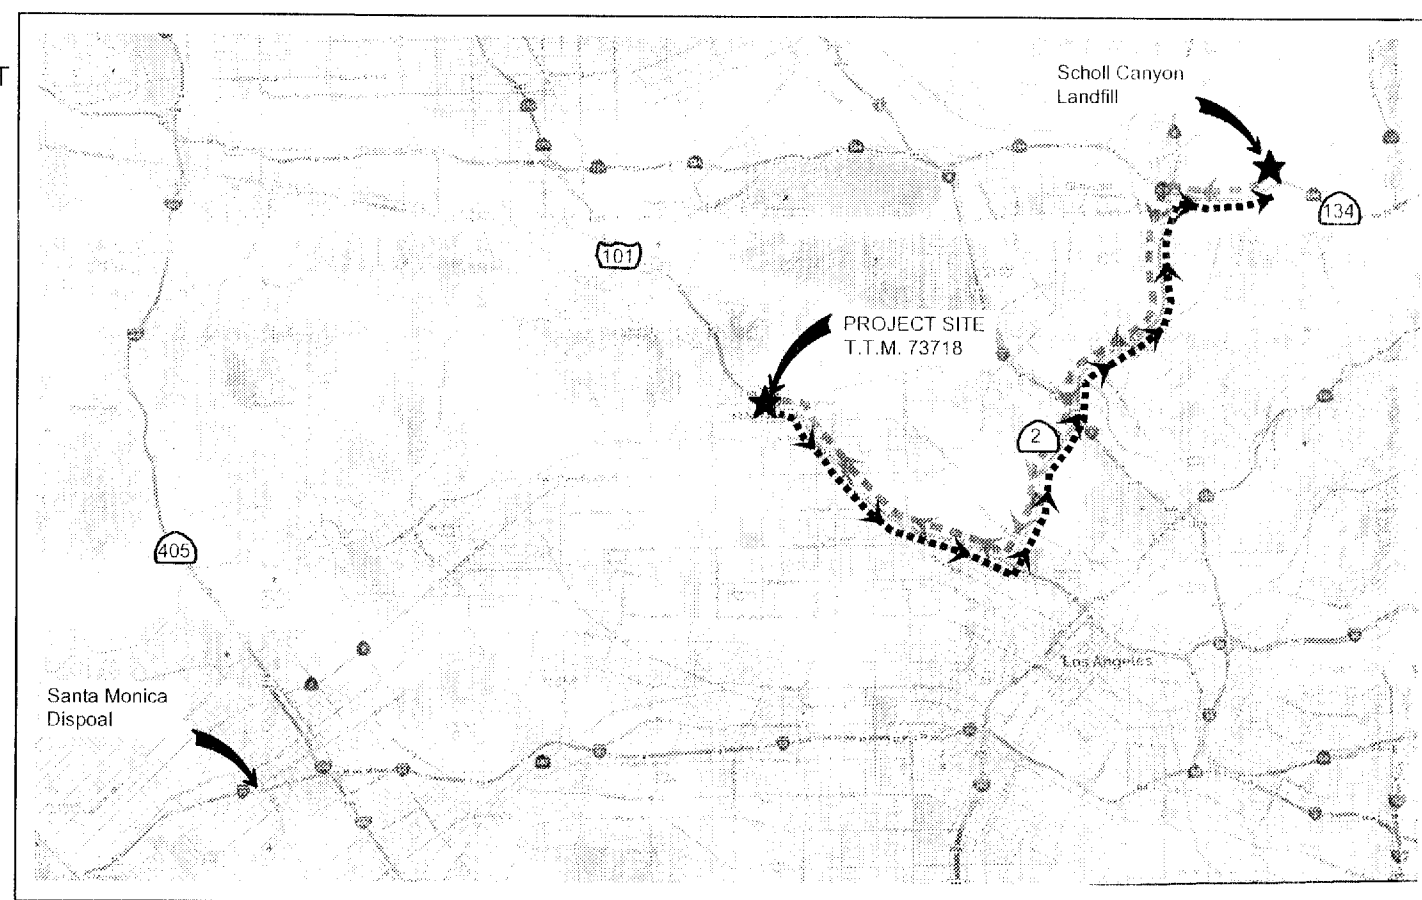 T
Scholl Canyon
Landfill
134
101
PROJECT SITE
T.T.M. 73718
2
405
Los Angeles
Santa Monica
Dispoal